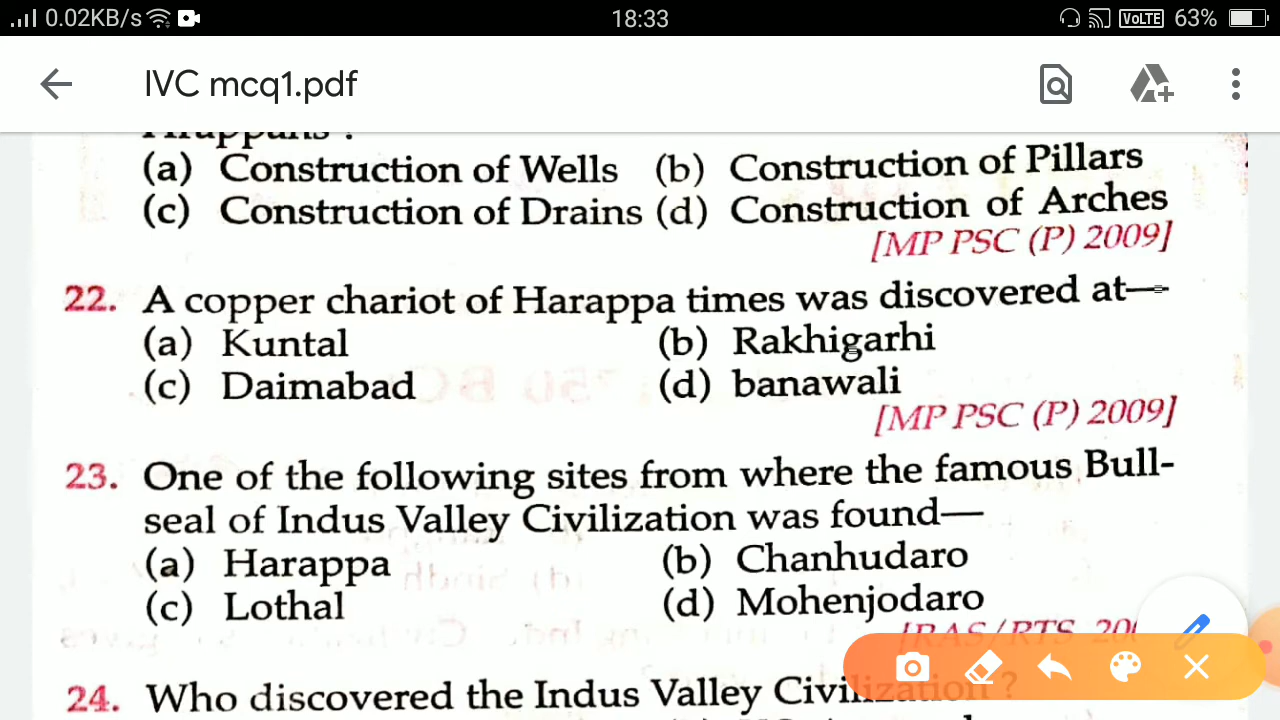 0.02KB/s 18:33 VoLTE 63%
IVC mcq1.pdf
(a) Construction of Wells (b) Construction of Pillars
(c) Construction of Drains (d) Construction of Arches
[MP PSC (P) 2009]
22. A copper chariot of Harappa times was discovered at—
(a) Kuntal (b) Rakhigarhi
(c) Daimabad (d) banawali
[MP PSC (P) 2009]
23. One of the following sites from where the famous Bull-
seal of Indus Valley Civilization was found—
(a) Harappa (b) Chanhudaro
(c) Lothal (d) Mohenjodaro
[RAS/RTS
24. Who discovered the Indus Valley Civilization ?